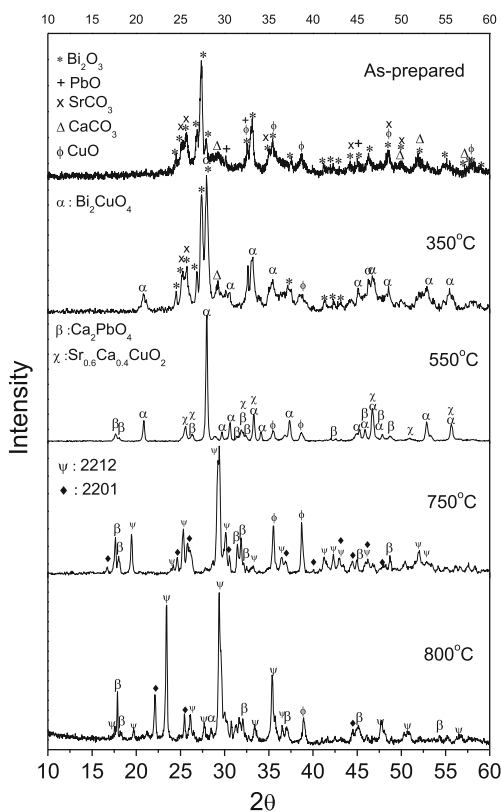 10 15 20 25 30 35 40 45 50 55 60
* Bi₂O₃
+ PbO
x SrCO₃
Δ CaCO₃
ϕ CuO
As-prepared
α : Bi₂CuO₄
350°C
β :Ca₂PbO₄
χ :Sr₀.₆Ca₀.₄CuO₂
550°C
ψ : 2212
♦ : 2201
750°C
800°C
Intensity
10 15 20 25 30 35 40 45 50 55 60
2θ